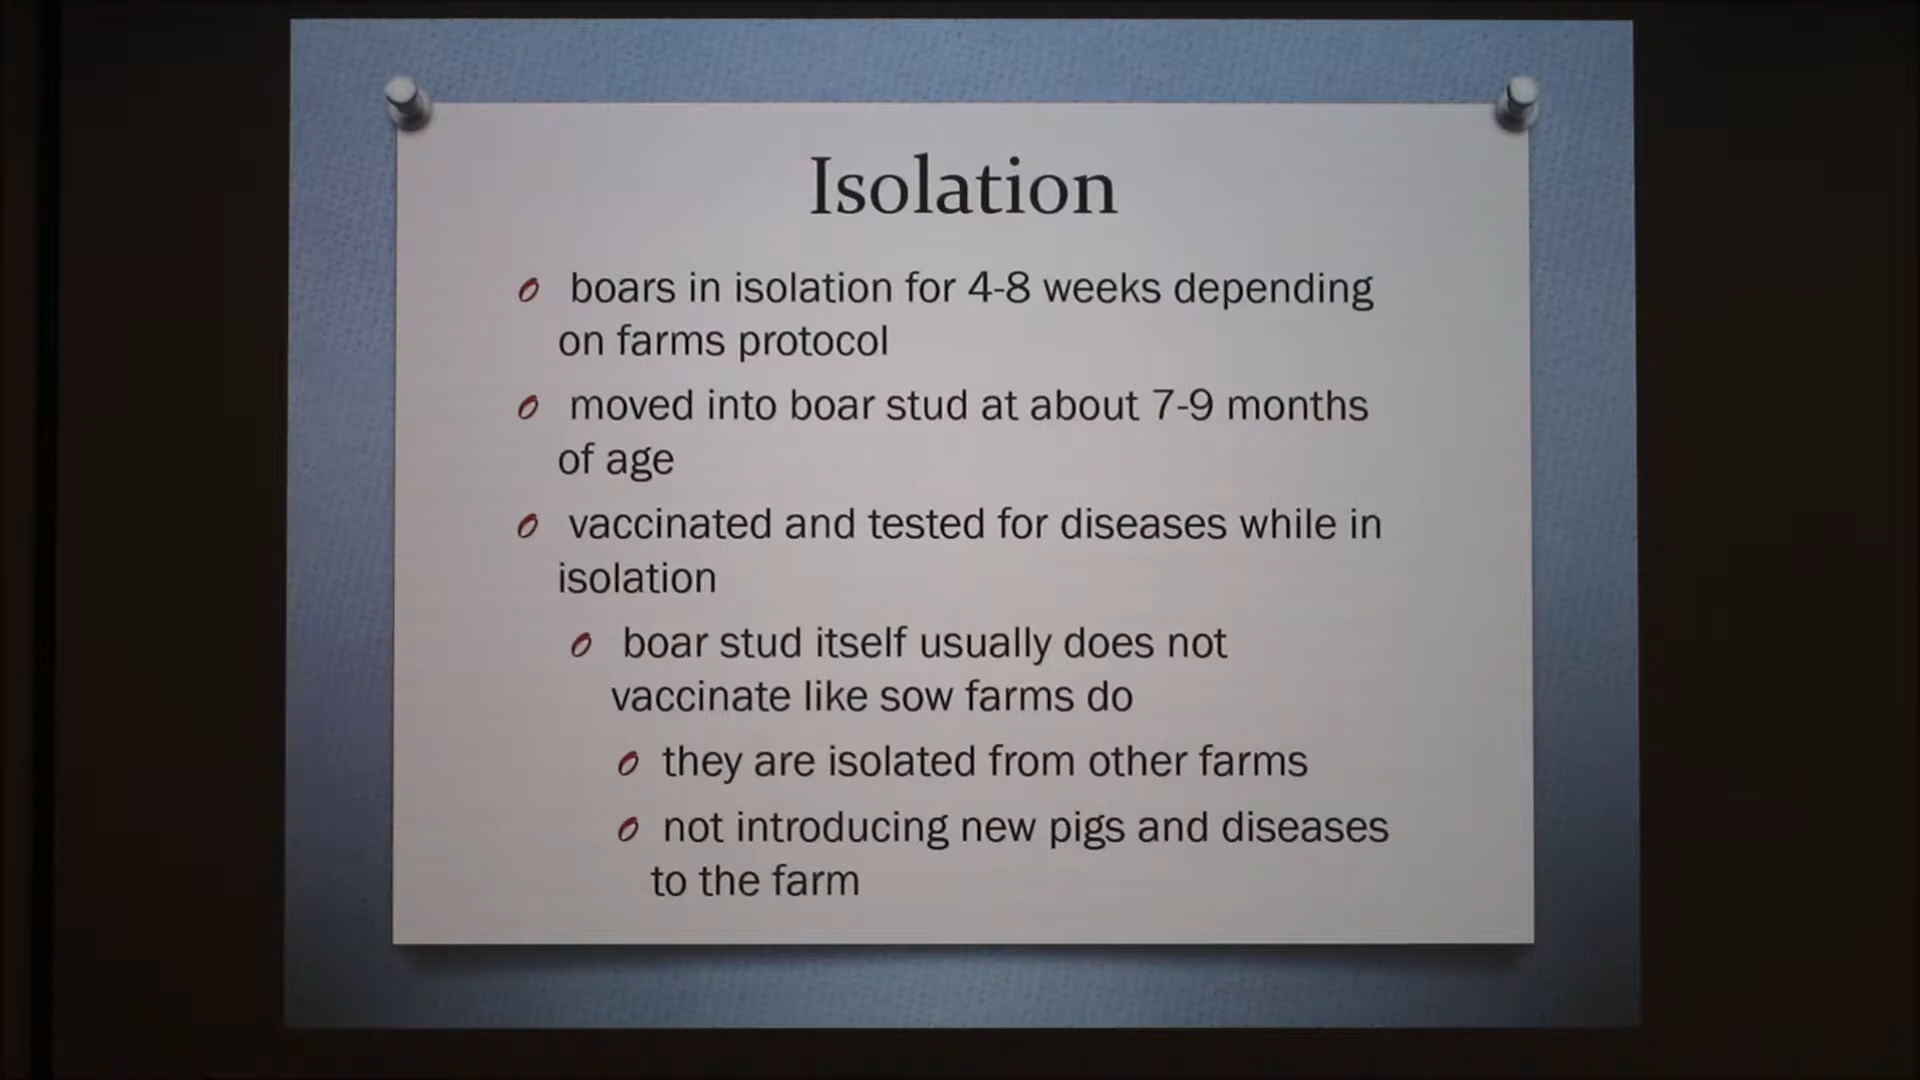 Isolation
boars in isolation for 4-8 weeks depending
on farms protocol
moved into boar stud at about 7-9 months
of age
vaccinated and tested for diseases while in
isolation
boar stud itself usually does not
vaccinate like sow farms do
they are isolated from other farms
not introducing new pigs and diseases
to the farm